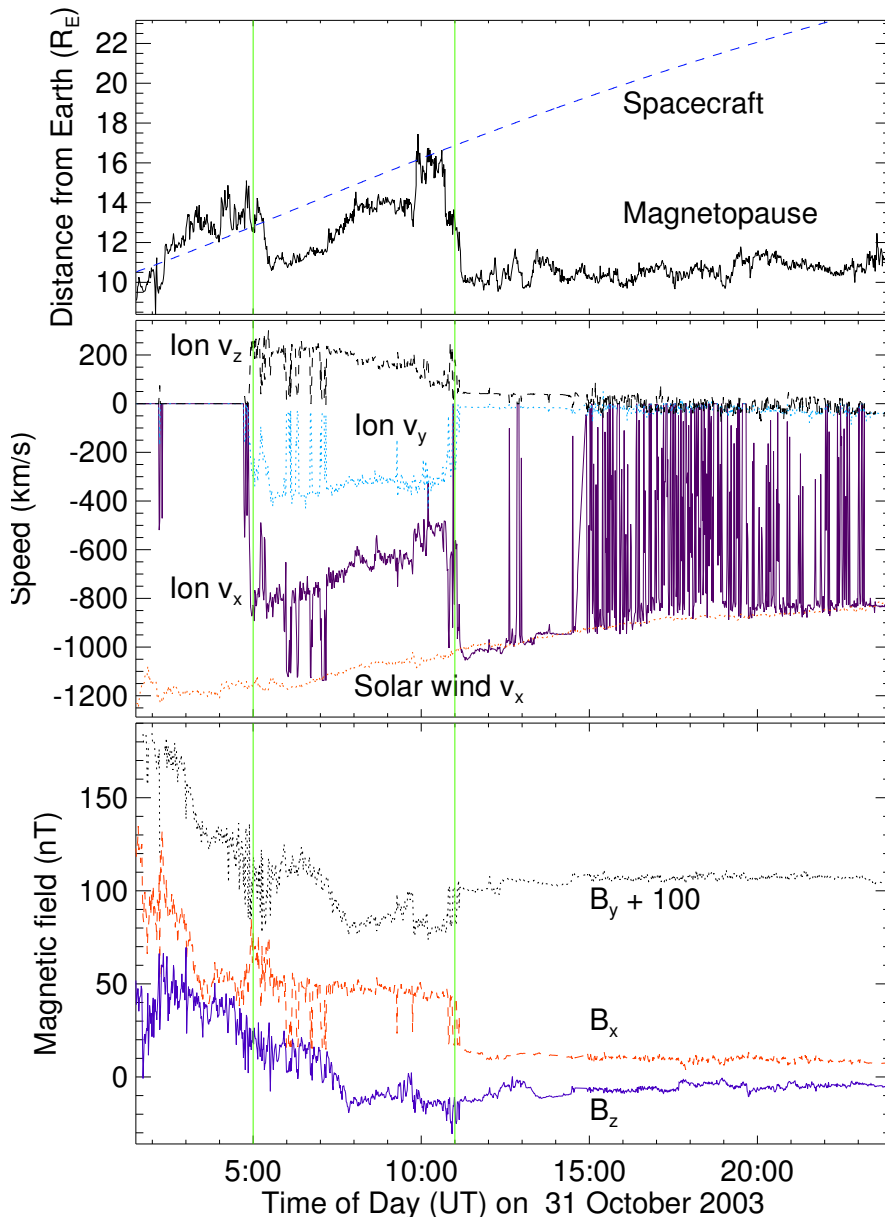 Distance from Earth (R_E)
22
20
18
16
14
12
10
Spacecraft
Magnetopause
Speed (km/s)
200
0
-200
-400
-600
-800
-1000
-1200
Ion v_z
Ion v_y
Ion v_x
Solar wind v_x
Magnetic field (nT)
150
100
50
0
B_y + 100
B_x
B_z
5:00 10:00 15:00 20:00
Time of Day (UT) on 31 October 2003